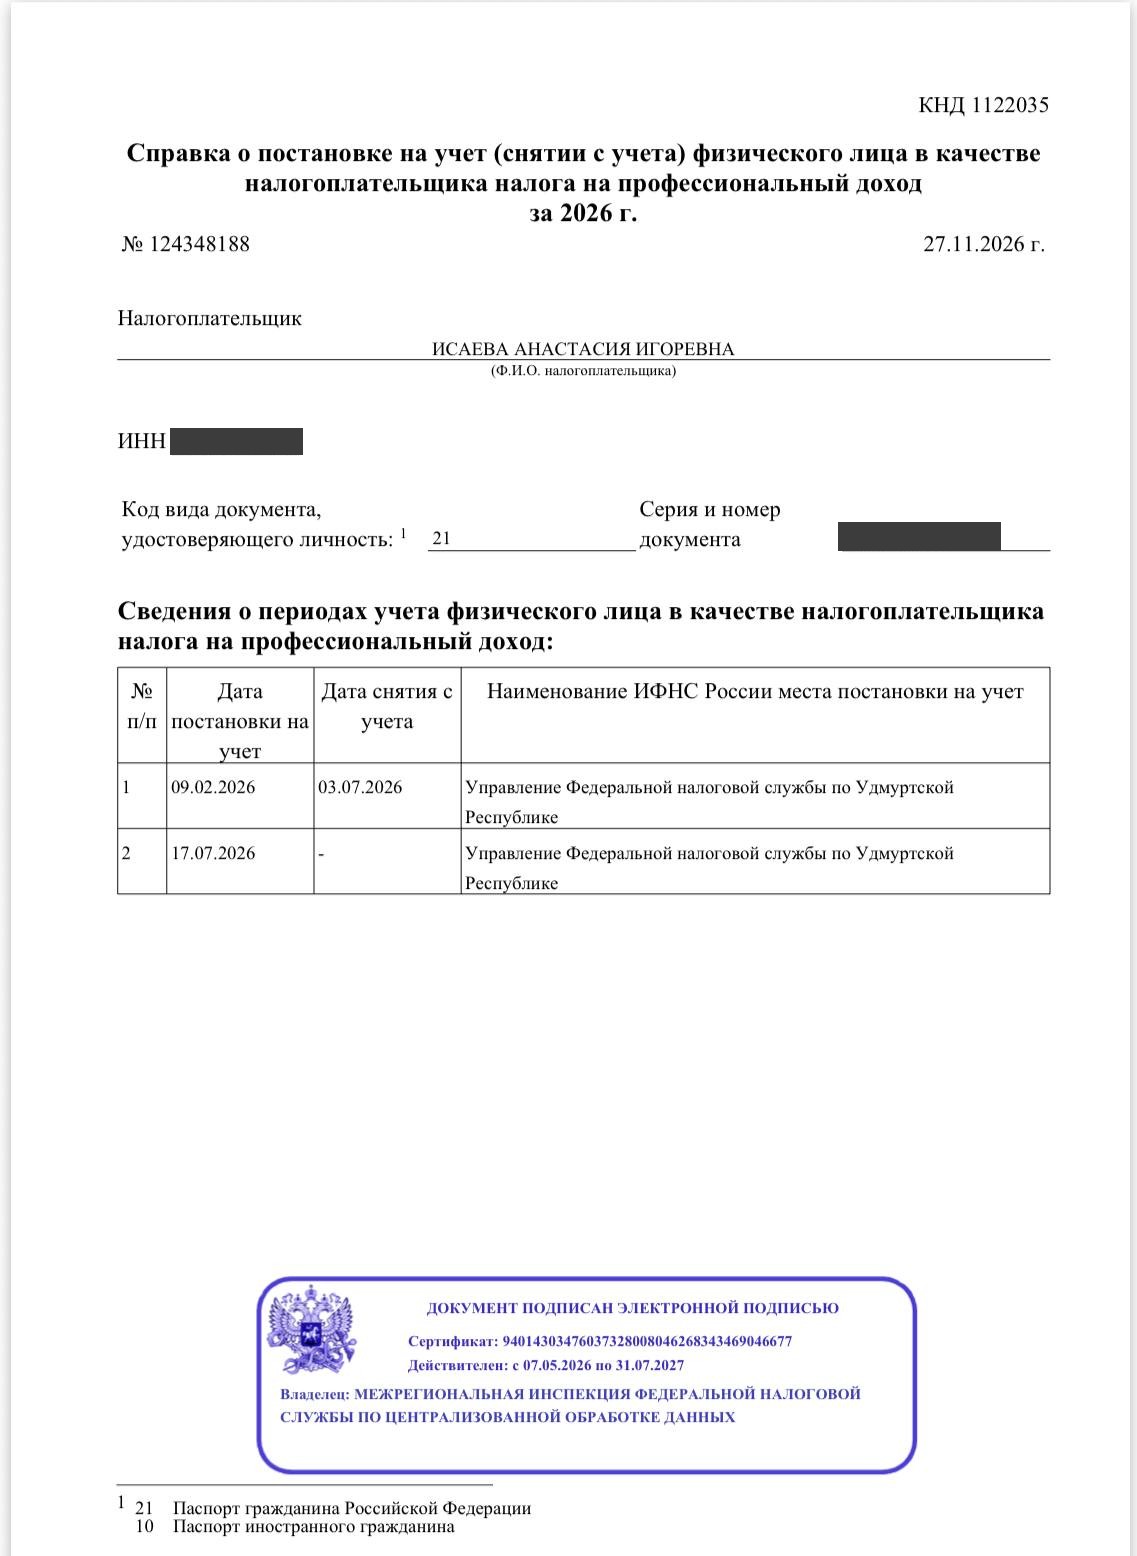 КНД 1122035
Справка о постановке на учет (снятии с учета) физического лица в качестве
налогоплательщика налога на профессиональный доход
за 2026 г.
№ 124348188 27.11.2026 г.
Налогоплательщик
ИСАЕВА АНАСТАСИЯ ИГОРЕВНА
(Ф.И.О. налогоплательщика)
ИНН
Код вида документа,
удостоверяющего личность: 1 21
Серия и номер
документа
Сведения о периодах учета физического лица в качестве налогоплательщика
налога на профессиональный доход:
№
п/п
Дата
постановки на
учет
Дата снятия с
учета
Наименование ИФНС России места постановки на учет
1 09.02.2026 03.07.2026 Управление Федеральной налоговой службы по Удмуртской
Республике
2 17.07.2026 - Управление Федеральной налоговой службы по Удмуртской
Республике
ДОКУМЕНТ ПОДПИСАН ЭЛЕКТРОННОЙ ПОДПИСЬЮ
Сертификат: 94014303476037328008046268343469046677
Действителен: с 07.05.2026 по 31.07.2027
Владелец: МЕЖРЕГИОНАЛЬНАЯ ИНСПЕКЦИЯ ФЕДЕРАЛЬНОЙ НАЛОГОВОЙ
СЛУЖБЫ ПО ЦЕНТРАЛИЗОВАННОЙ ОБРАБОТКЕ ДАННЫХ
1 21 Паспорт гражданина Российской Федерации
10 Паспорт иностранного гражданина